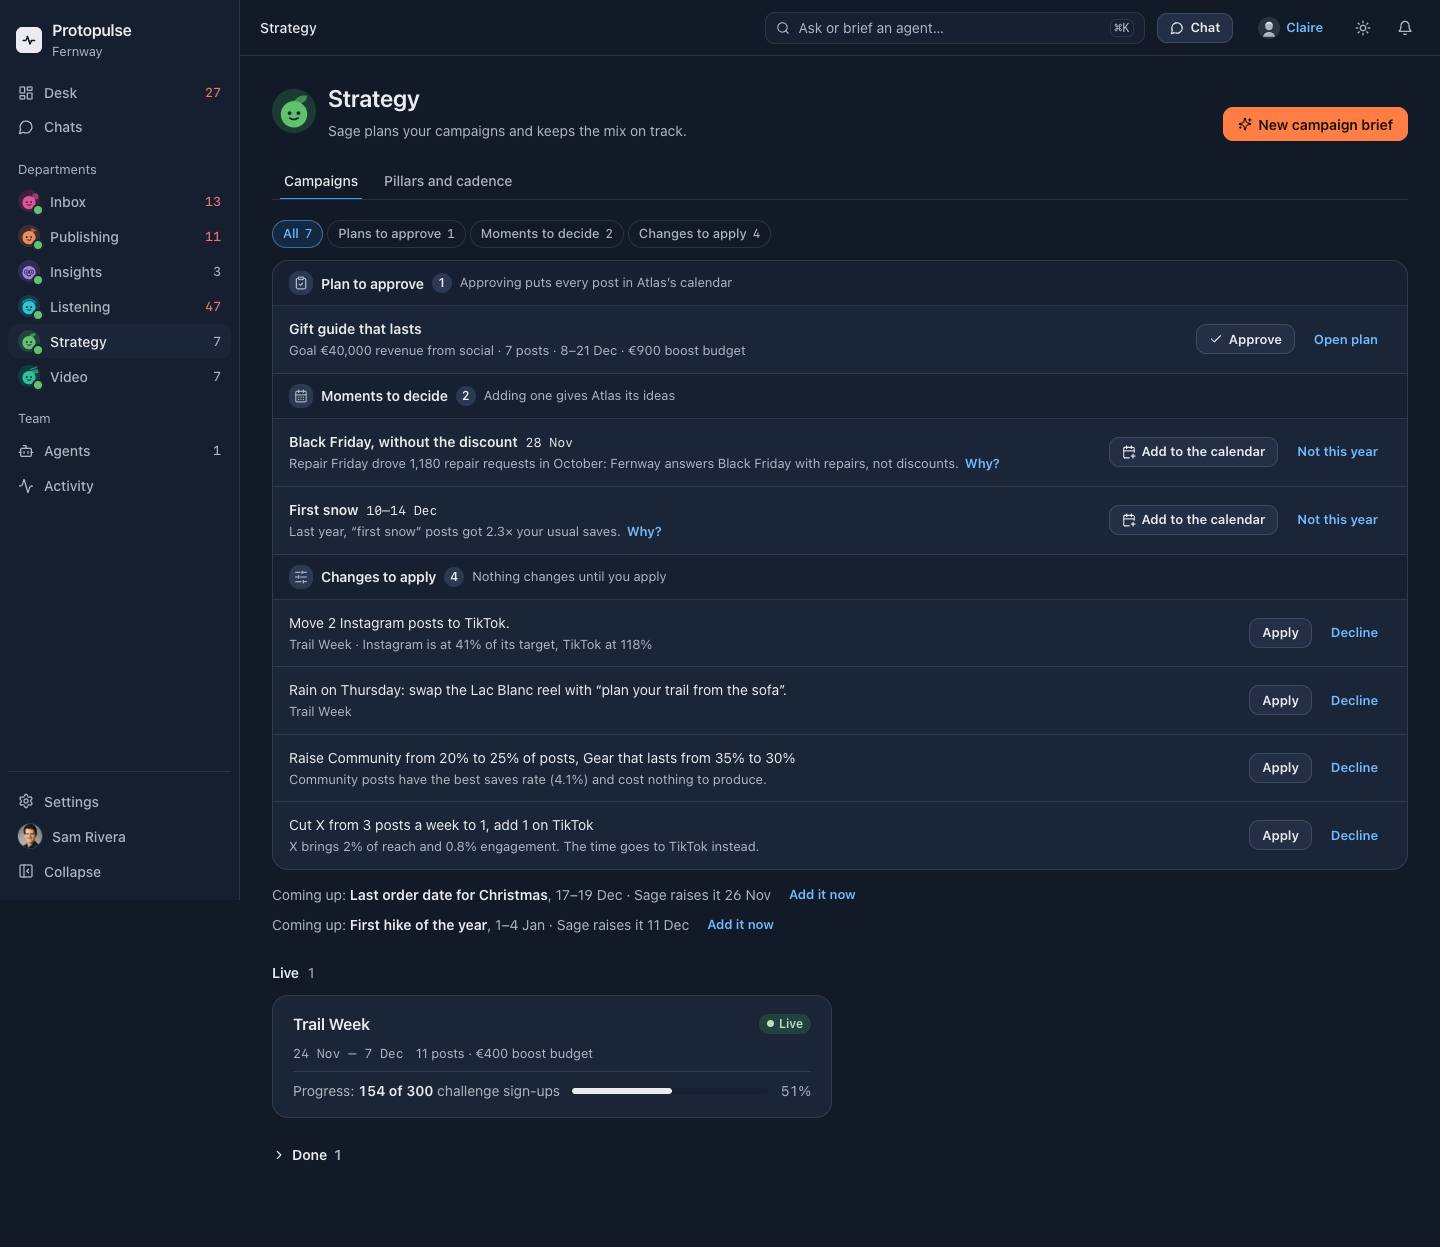 Protopulse
Fernway
Desk 27
Chats
Departments
Inbox 13
Publishing 11
Insights 3
Listening 47
Strategy 7
Video 7
Team
Agents 1
Activity
Settings
Sam Rivera
Collapse
Strategy
Ask or brief an agent… ⌘K
Chat
Claire
Strategy
Sage plans your campaigns and keeps the mix on track.
New campaign brief
Campaigns Pillars and cadence
All 7 Plans to approve 1 Moments to decide 2 Changes to apply 4
Plan to approve 1 Approving puts every post in Atlas's calendar
Gift guide that lasts
Goal €40,000 revenue from social · 7 posts · 8–21 Dec · €900 boost budget
Approve Open plan
Moments to decide 2 Adding one gives Atlas its ideas
Black Friday, without the discount 28 Nov
Repair Friday drove 1,180 repair requests in October: Fernway answers Black Friday with repairs, not discounts. Why?
Add to the calendar Not this year
First snow 10–14 Dec
Last year, “first snow” posts got 2.3× your usual saves. Why?
Add to the calendar Not this year
Changes to apply 4 Nothing changes until you apply
Move 2 Instagram posts to TikTok.
Trail Week · Instagram is at 41% of its target, TikTok at 118%
Apply Decline
Rain on Thursday: swap the Lac Blanc reel with “plan your trail from the sofa”.
Trail Week
Apply Decline
Raise Community from 20% to 25% of posts, Gear that lasts from 35% to 30%
Community posts have the best saves rate (4.1%) and cost nothing to produce.
Apply Decline
Cut X from 3 posts a week to 1, add 1 on TikTok
X brings 2% of reach and 0.8% engagement. The time goes to TikTok instead.
Apply Decline
Coming up: Last order date for Christmas, 17–19 Dec · Sage raises it 26 Nov Add it now
Coming up: First hike of the year, 1–4 Jan · Sage raises it 11 Dec Add it now
Live 1
Trail Week Live
24 Nov – 7 Dec 11 posts · €400 boost budget
Progress: 154 of 300 challenge sign-ups 51%
Done 1